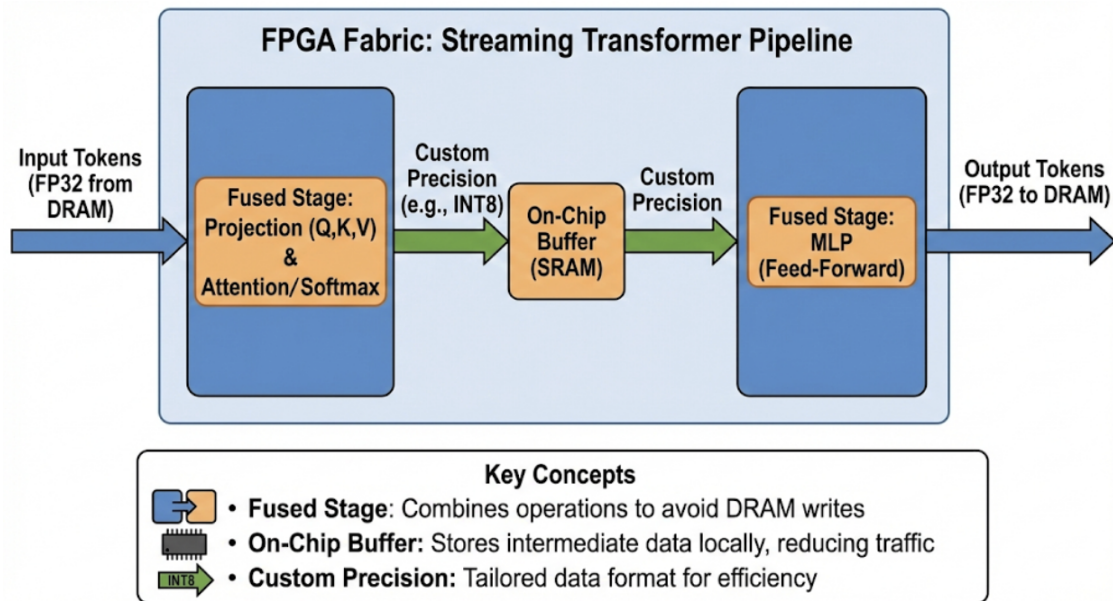 FPGA Fabric: Streaming Transformer Pipeline
Input Tokens
(FP32 from
DRAM)
Fused Stage:
Projection (Q,K,V)
&
Attention/Softmax
Custom
Precision
(e.g., INT8)
On-Chip
Buffer
(SRAM)
Custom
Precision
Fused Stage:
MLP
(Feed-Forward)
Output Tokens
(FP32 to DRAM)
Key Concepts
• Fused Stage: Combines operations to avoid DRAM writes
• On-Chip Buffer: Stores intermediate data locally, reducing traffic
INT8 • Custom Precision: Tailored data format for efficiency